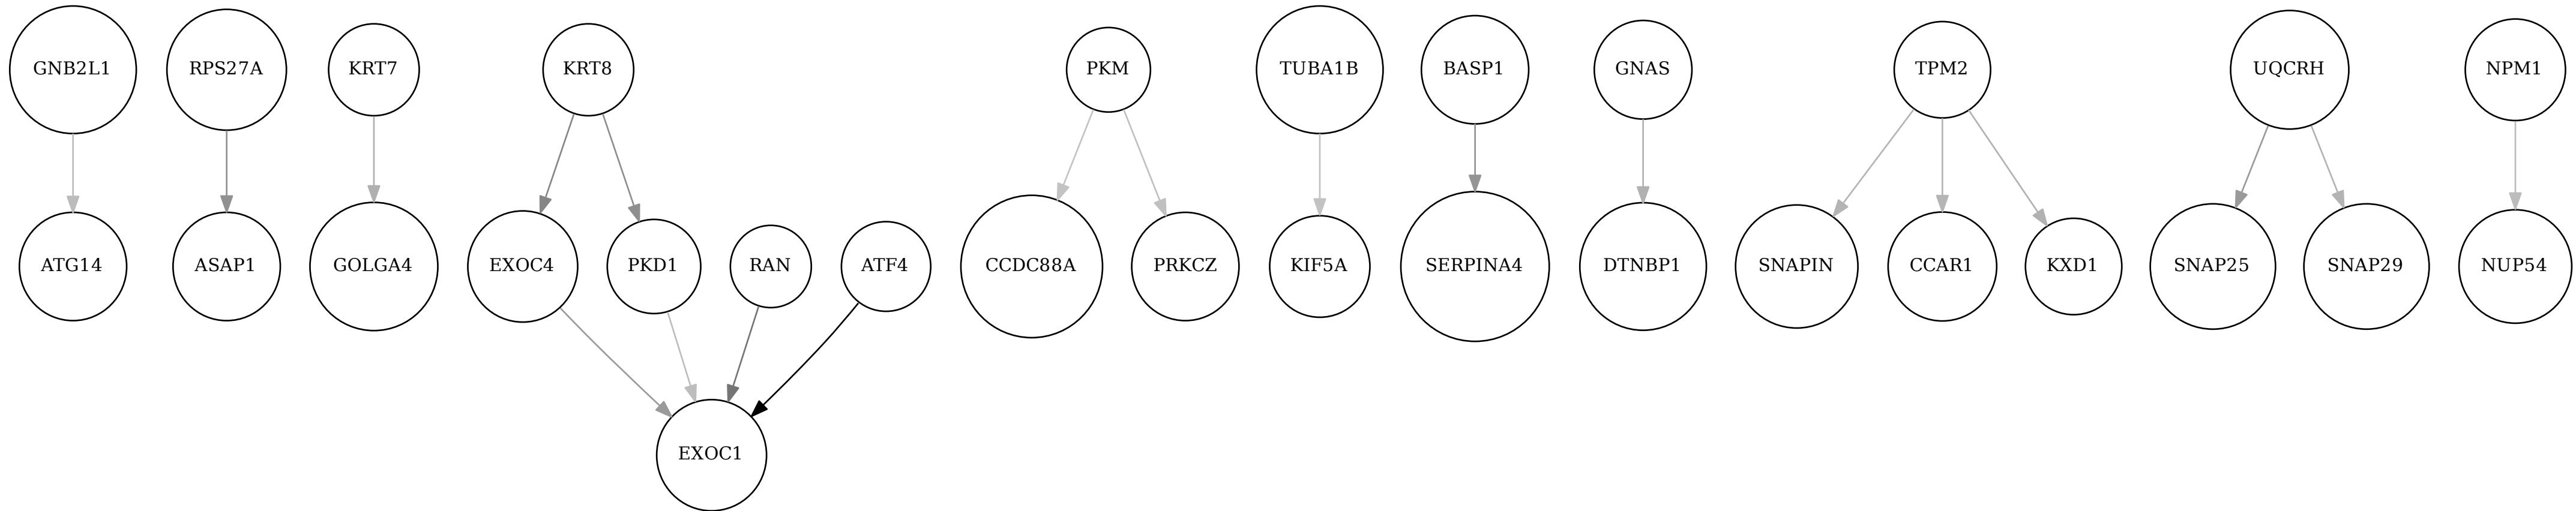 GNB2L1
RPS27A
KRT7
KRT8
PKM
TUBA1B
BASP1
GNAS
TPM2
UQCRH
NPM1
ATG14
ASAP1
GOLGA4
EXOC4
PKD1
RAN
ATF4
CCDC88A
PRKCZ
KIF5A
SERPINA4
DTNBP1
SNAPIN
CCAR1
KXD1
SNAP25
SNAP29
NUP54
EXOC1